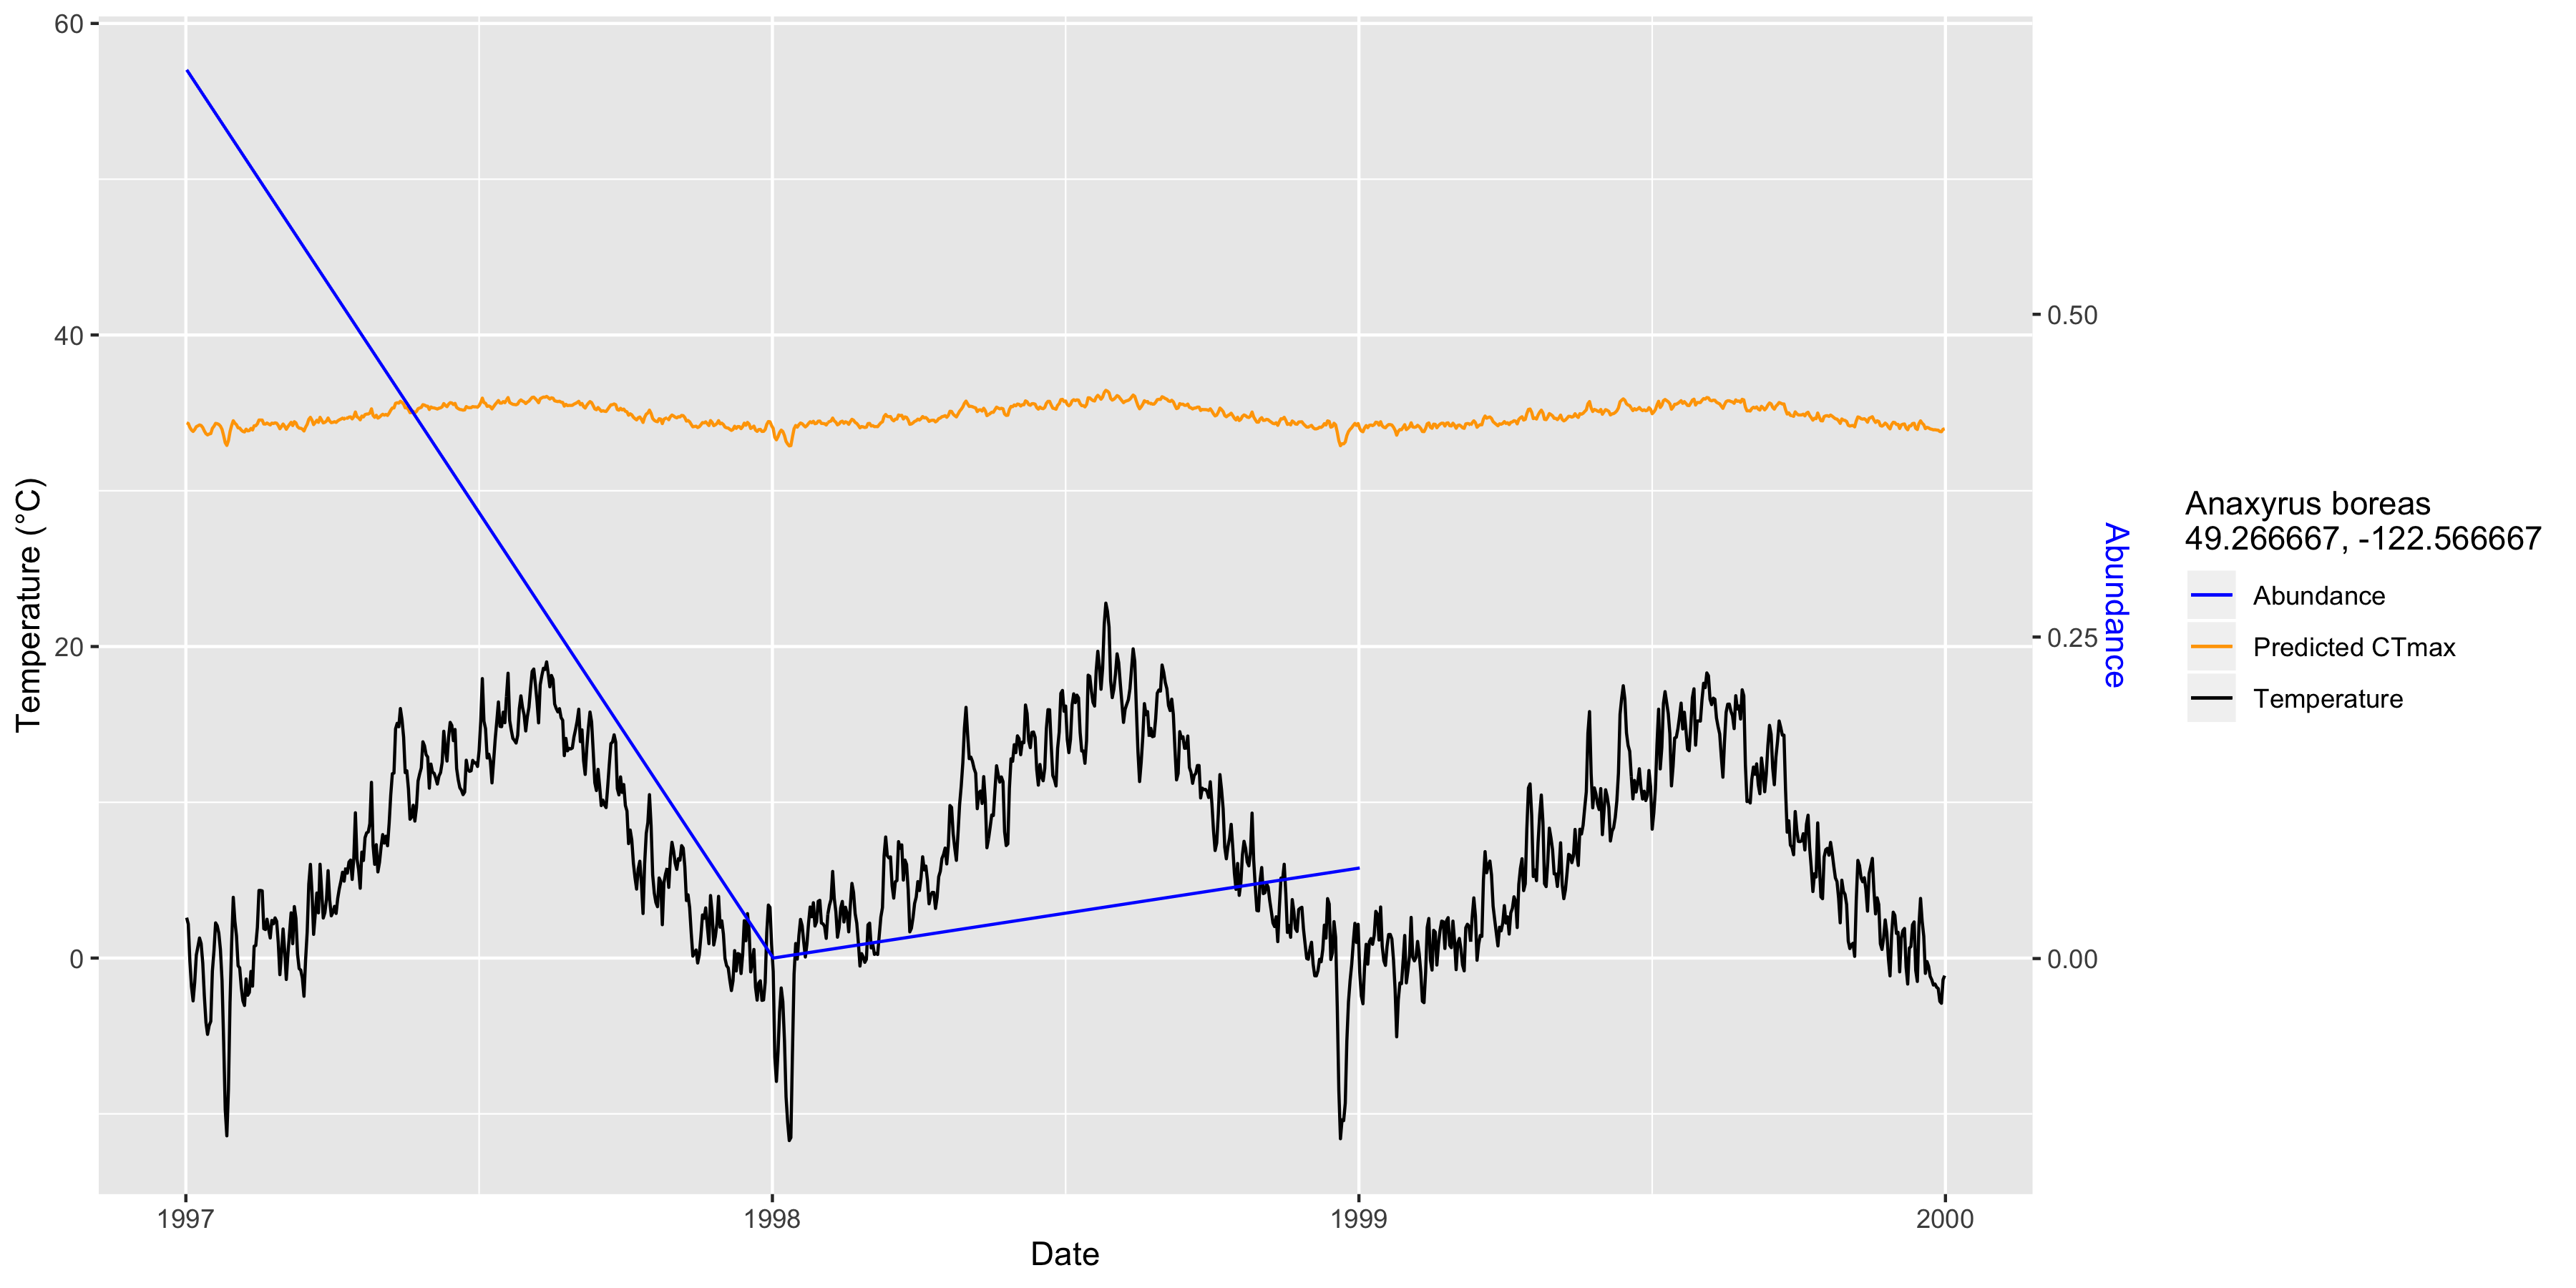 60
40
20
0
Temperature (°C)
1997
1998
1999
2000
Date
0.50
0.25
0.00
Abundance
Anaxyrus boreas
49.266667, -122.566667
Abundance
Predicted CTmax
Temperature